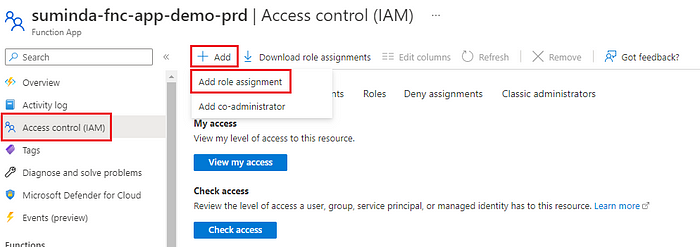 suminda-fnc-app-demo-prd | Access control (IAM) ...
Function App
Search
Add
Download role assignments
Edit columns
Refresh
Remove
Got feedback?
Add role assignment
Add co-administrator
nts
Roles
Deny assignments
Classic administrators
Overview
Activity log
Access control (IAM)
Tags
Diagnose and solve problems
Microsoft Defender for Cloud
Events (preview)
Functions
My access
View my level of access to this resource.
View my access
Check access
Review the level of access a user, group, service principal, or managed identity has to this resource. Learn more
Check access